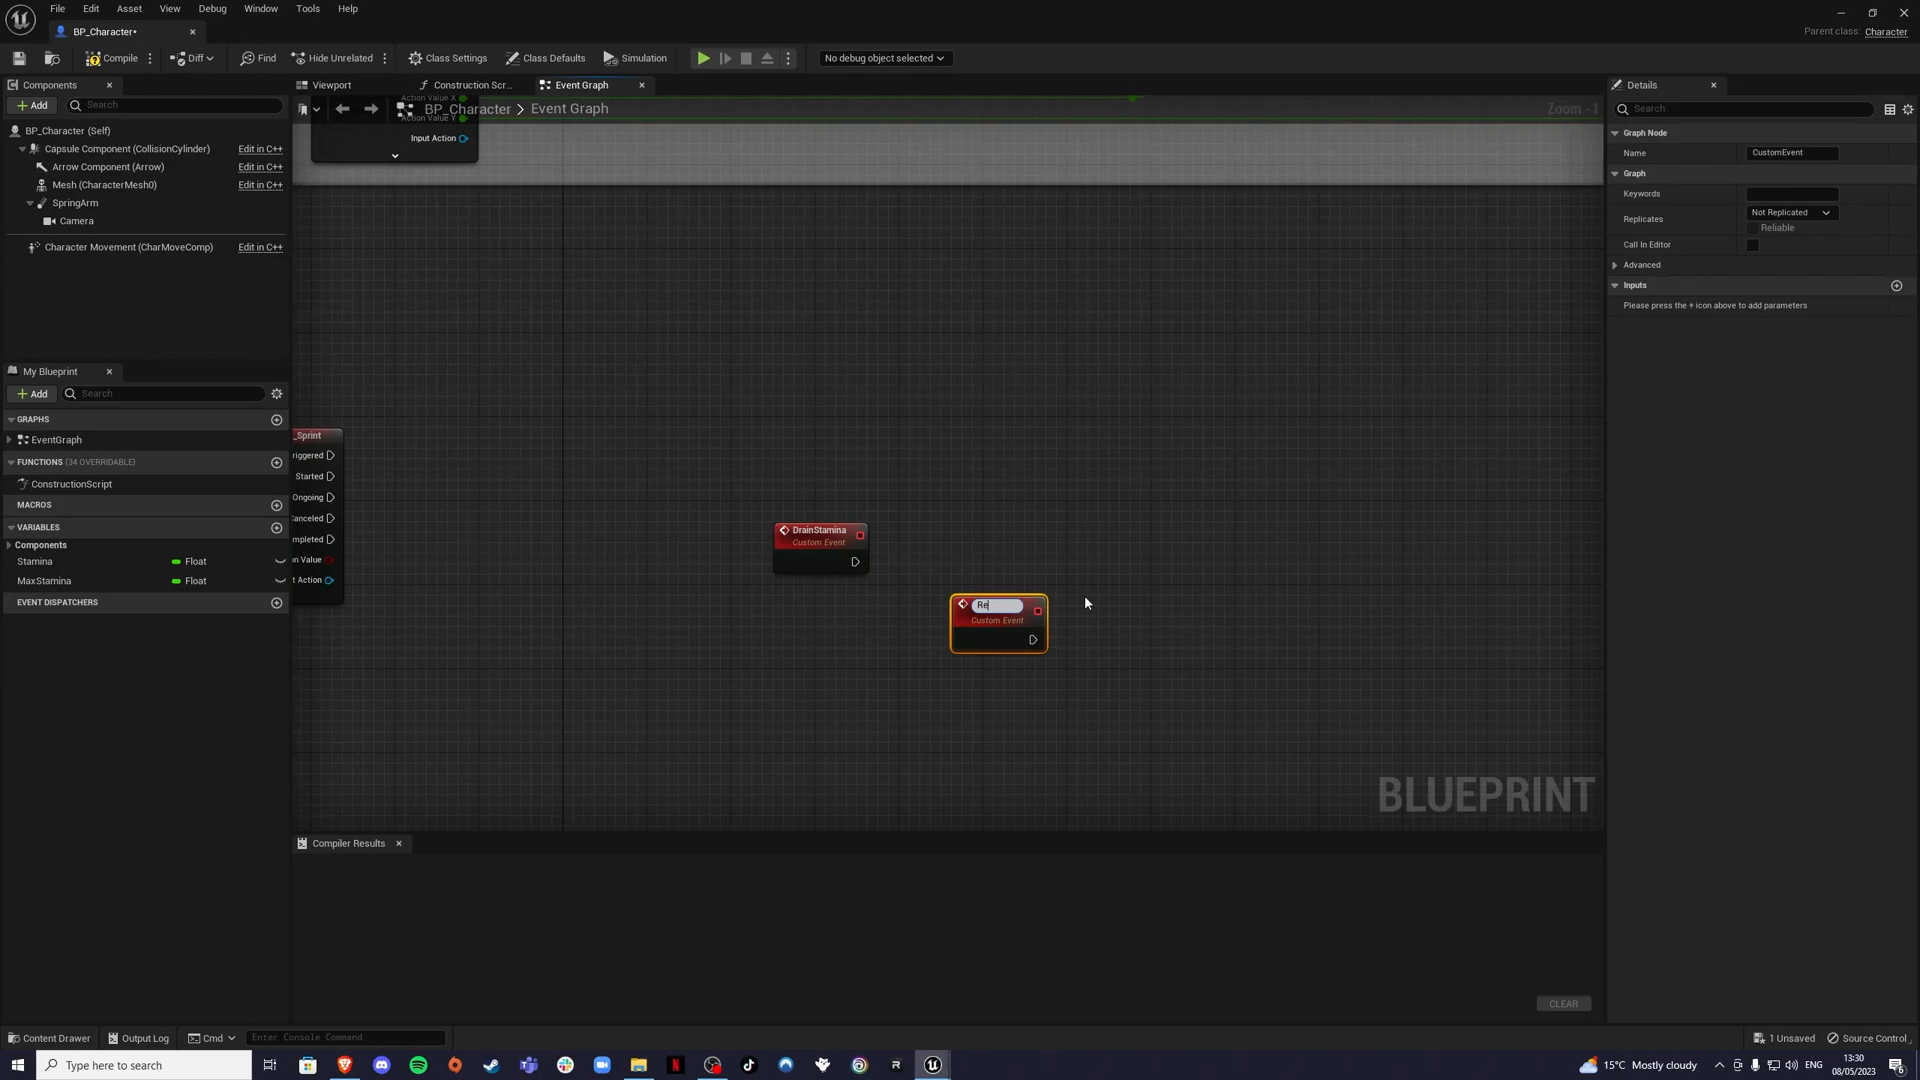 File Edit Asset View Debug Window Tools Help
BP_Character*
Parent class: Character
Compile Diff Find Hide Unrelated Class Settings Class Defaults Simulation No debug object selected
Components
Add Search
BP_Character (Self)
Capsule Component (CollisionCylinder) Edit in C++
Arrow Component (Arrow) Edit in C++
Mesh (CharacterMesh0) Edit in C++
SpringArm
Camera
Character Movement (CharMoveComp) Edit in C++
My Blueprint
Add Search
GRAPHS
EventGraph
FUNCTIONS (34 OVERRIDABLE)
ConstructionScript
MACROS
VARIABLES
Components
Stamina Float
MaxStamina Float
EVENT DISPATCHERS
Viewport Construction Scr... Event Graph
Action Value X
BP_Character > Event Graph Zoom -1
Action Value Y
Input Action
_Sprint
riggered
Started
Ongoing
Canceled
mpleted
n Value
t Action
DrainStamina
Custom Event
Re
Custom Event
BLUEPRINT
Compiler Results
CLEAR
Details
Search
Graph Node
Name CustomEvent
Graph
Keywords
Replicates Not Replicated
Reliable
Call In Editor
Advanced
Inputs
Please press the + icon above to add parameters
Content Drawer Output Log Cmd Enter Console Command 1 Unsaved Source Control
Type here to search
15°C Mostly cloudy ENG
13:30
08/05/2023
6